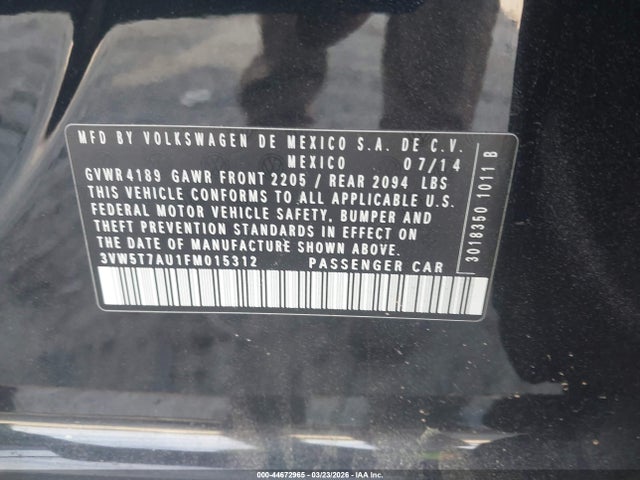 MFD BY VOLKSWAGEN DE MEXICO S.A. DE C.V.
MEXICO 07/14
GVWR 4189 GAWR FRONT 2205 / REAR 2094 LBS
THIS VEHICLE CONFORMS TO ALL APPLICABLE U.S.
FEDERAL MOTOR VEHICLE SAFETY, BUMPER AND
THEFT PREVENTION STANDARDS IN EFFECT ON
THE DATE OF MANUFACTURE SHOWN ABOVE.
3VW5T7AU1FM015312 PASSENGER CAR
3018350 1011 B
000-44672965 - 03/23/2026 - IAA Inc.